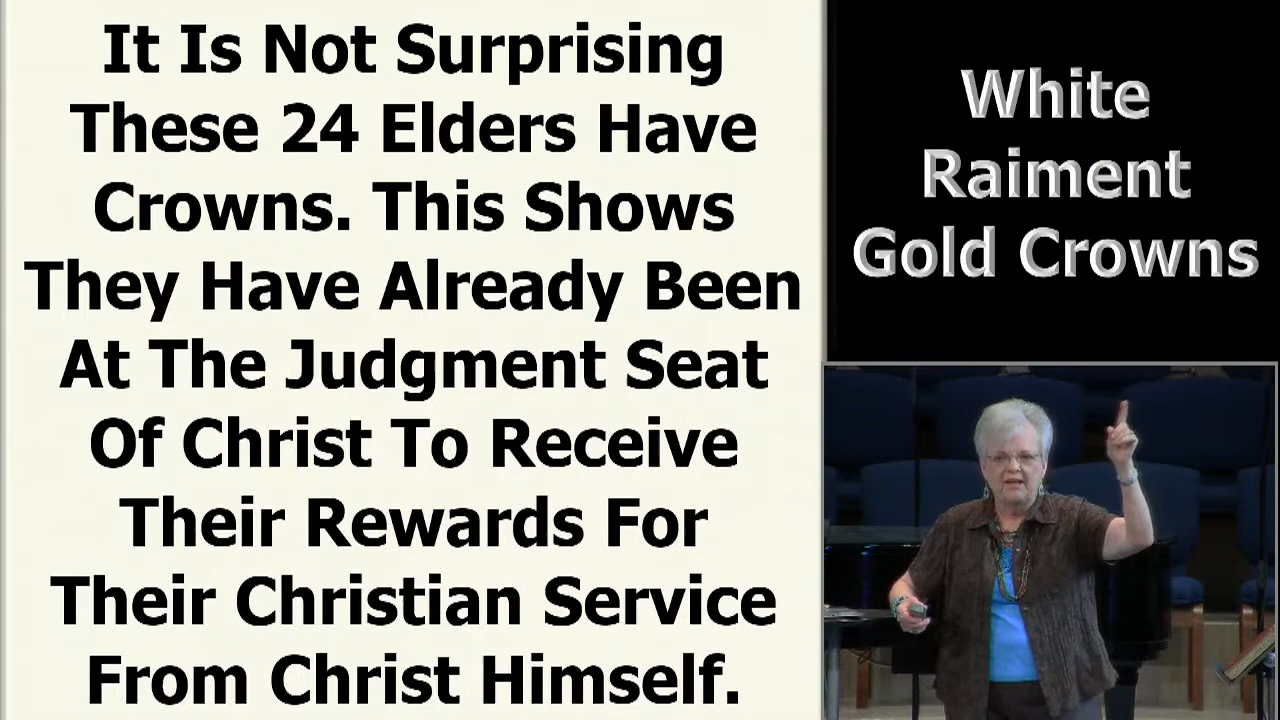 It Is Not Surprising
These 24 Elders Have
Crowns. This Shows
They Have Already Been
At The Judgment Seat
Of Christ To Receive
Their Rewards For
Their Christian Service
From Christ Himself.
White
Raiment
Gold Crowns